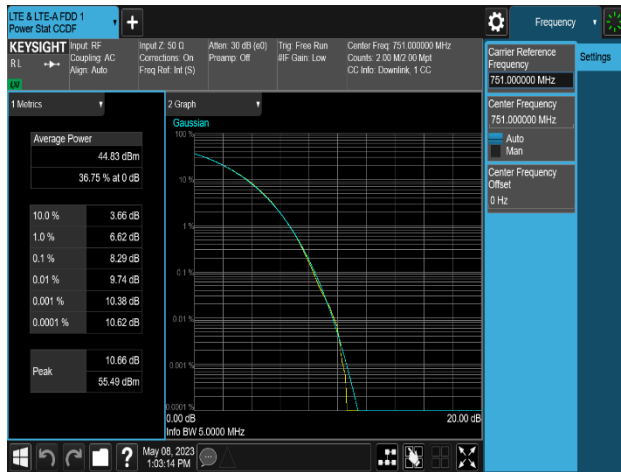 LTE & LTE-A FDD 1
Power Stat CCDF
Frequency
KEYSIGHT
Input: RF
Coupling: AC
Align: Auto
R L
LXI
Input Z: 50 Ω
Corrections: On
Freq Ref: Int (S)
Atten: 30 dB (e0)
Preamp: Off
Trig: Free Run
#IF Gain: Low
Center Freq: 751.000000 MHz
Counts: 2.00 M/2.00 Mpt
CC Info: Downlink, 1 CC
Carrier Reference
Frequency
751.000000 MHz
Settings
Center Frequency
751.000000 MHz
Auto
Man
Center Frequency
Offset
0 Hz
1 Metrics
Average Power
44.83 dBm
36.75 % at 0 dB
10.0 % 3.66 dB
1.0 % 6.62 dB
0.1 % 8.29 dB
0.01 % 9.74 dB
0.001 % 10.38 dB
0.0001 % 10.62 dB
Peak
10.66 dB
55.49 dBm
2 Graph
Gaussian
100 %
10 %
1 %
0.1 %
0.01 %
0.001 %
0.0001 %
0.00 dB
20.00 dB
Info BW 5.0000 MHz
?
May 08, 2023
1:03:14 PM